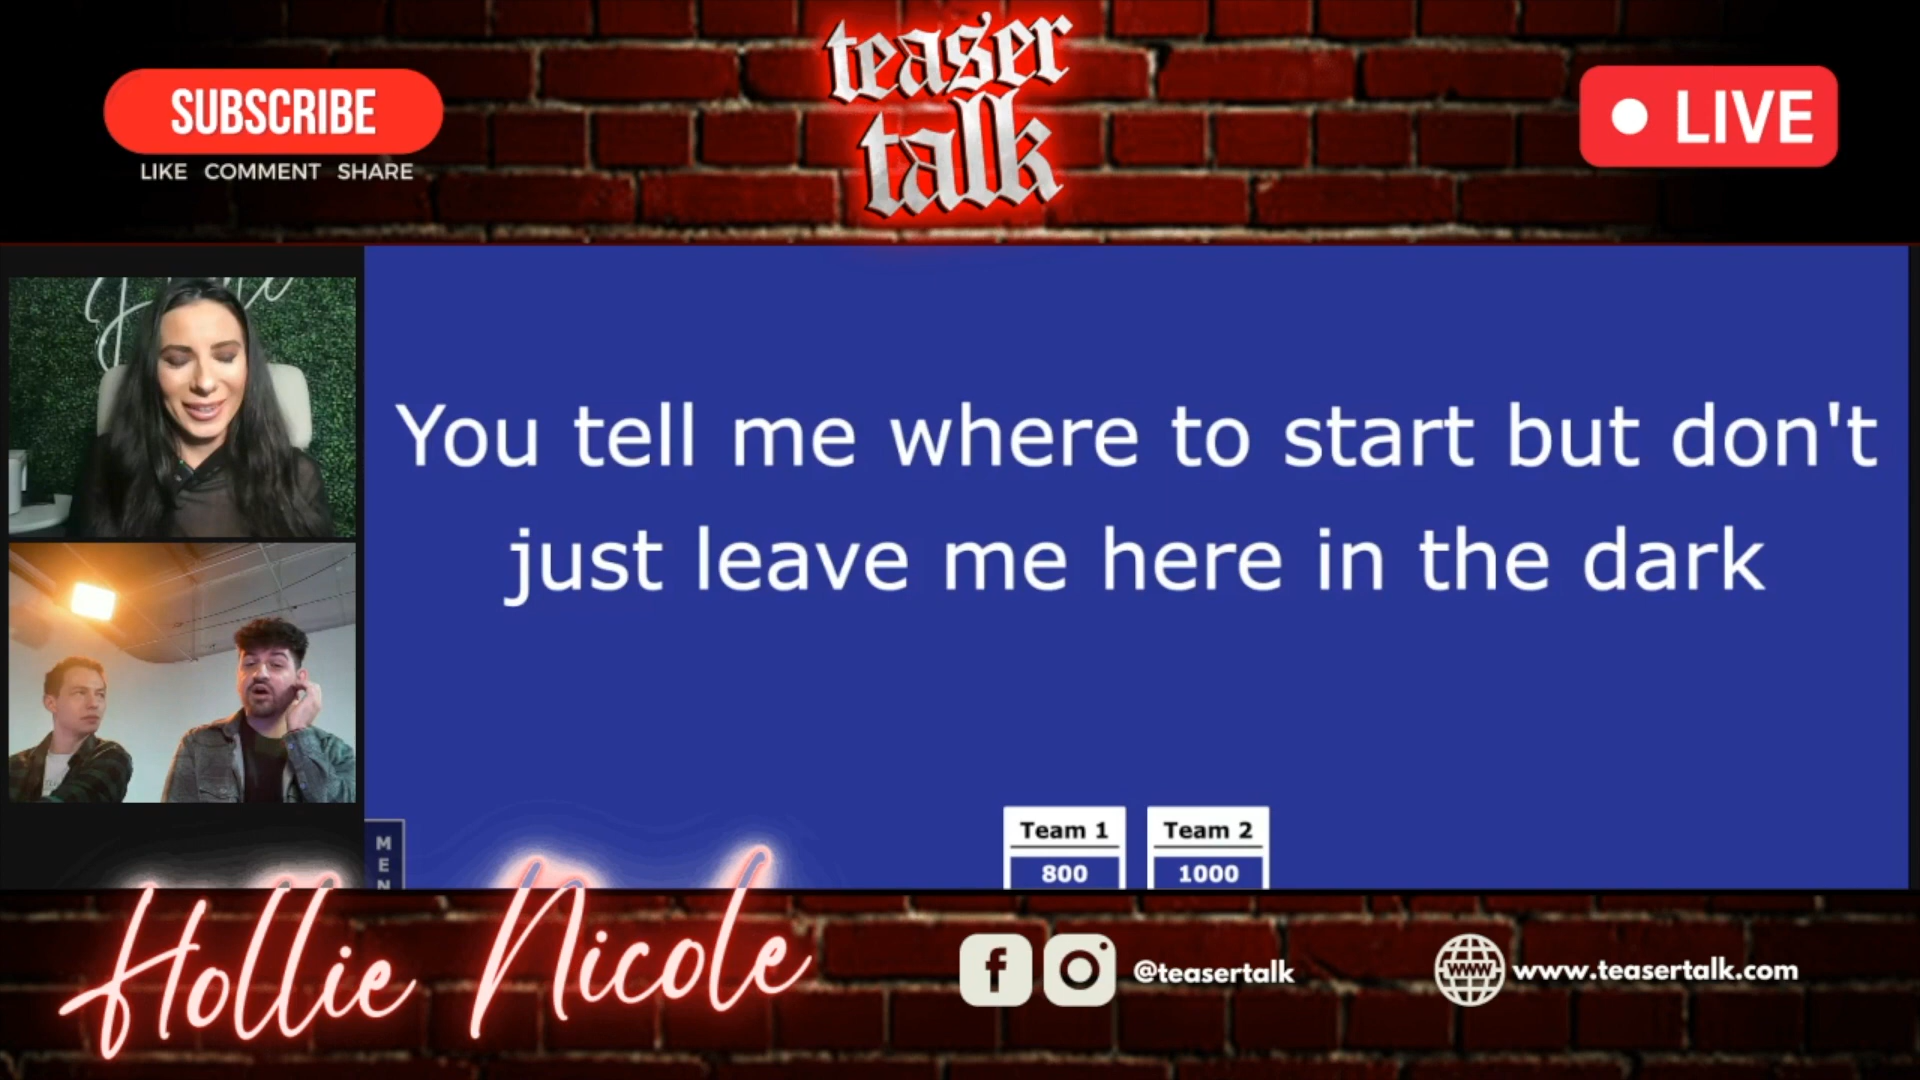 teaser
talk
SUBSCRIBE
LIKE COMMENT SHARE
LIVE
You tell me where to start but don't
just leave me here in the dark
Team 1
800
Team 2
1000
M
E
N
Hollie Nicole
f
@teasertalk
www
www.teasertalk.com